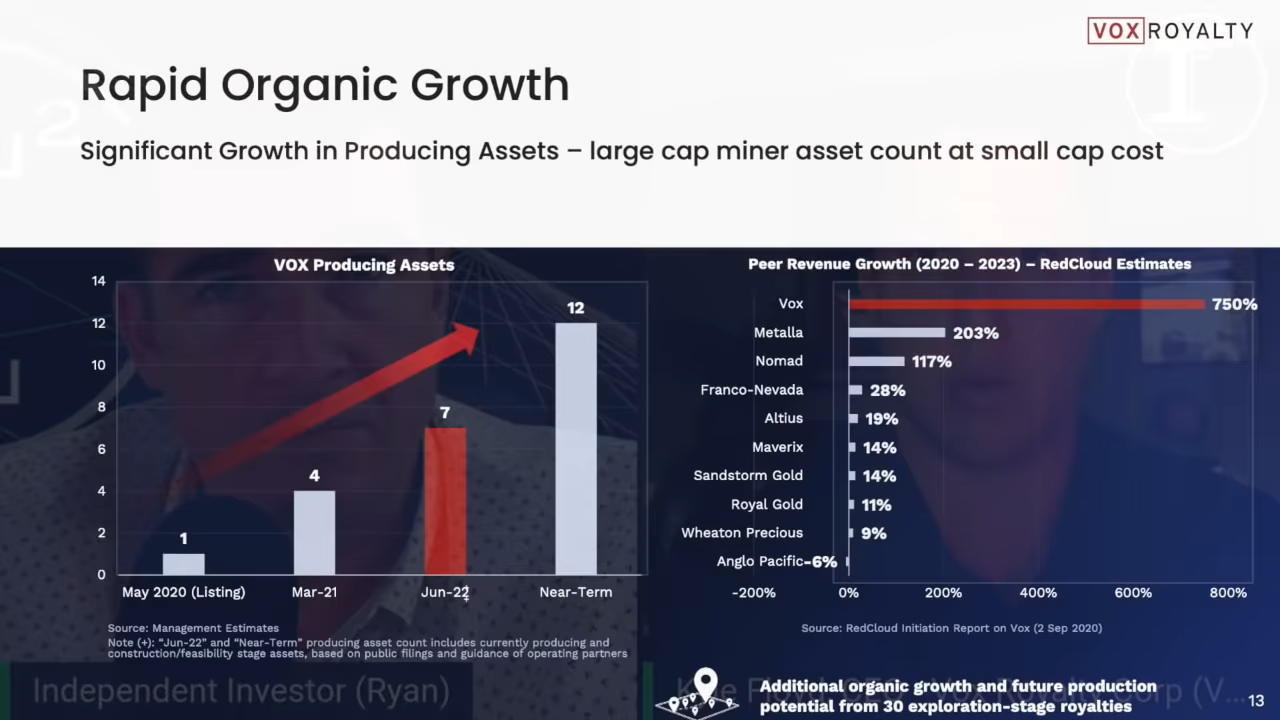 VOX ROYALTY
Rapid Organic Growth
Significant Growth in Producing Assets – large cap miner asset count at small cap cost
VOX Producing Assets
14
12
10
8
6
4
2
0
1
4
7
12
May 2020 (Listing)
Mar-21
Jun-22
+
Near-Term
Source: Management Estimates
Note (+): “Jun-22” and “Near-Term” producing asset count includes currently producing and
construction/feasibility stage assets, based on public filings and guidance of operating partners
Peer Revenue Growth (2020 – 2023) – RedCloud Estimates
Vox 750%
Metalla 203%
Nomad 117%
Franco-Nevada 28%
Altius 19%
Maverix 14%
Sandstorm Gold 14%
Royal Gold 11%
Wheaton Precious 9%
Anglo Pacific -6%
-200% 0% 200% 400% 600% 800%
Source: RedCloud Initiation Report on Vox (2 Sep 2020)
Independent Investor (Ryan)
Additional organic growth and future production
potential from 30 exploration-stage royalties
13